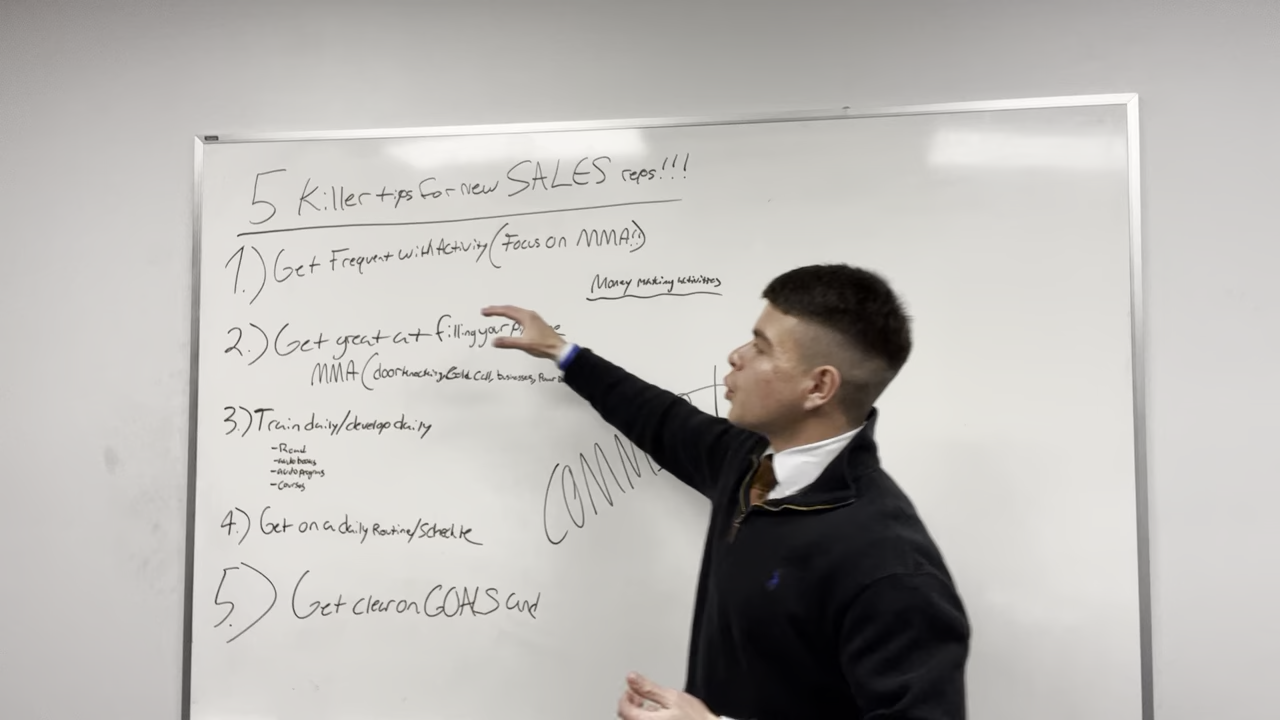 5 Killer tips for new SALES reps!!!
1.) Get Frequent with Activity (Focus on MMA!!)
Money Making Activities
2.) Get great at filling your
MMA (doorknocking, Cold Call, businesses,
3.) Train daily/develop daily
- Read
- audio books
- audio programs
- Courses
4.) Get on a daily Routine/Schedule
COMM
5.) Get clear on GOALS and